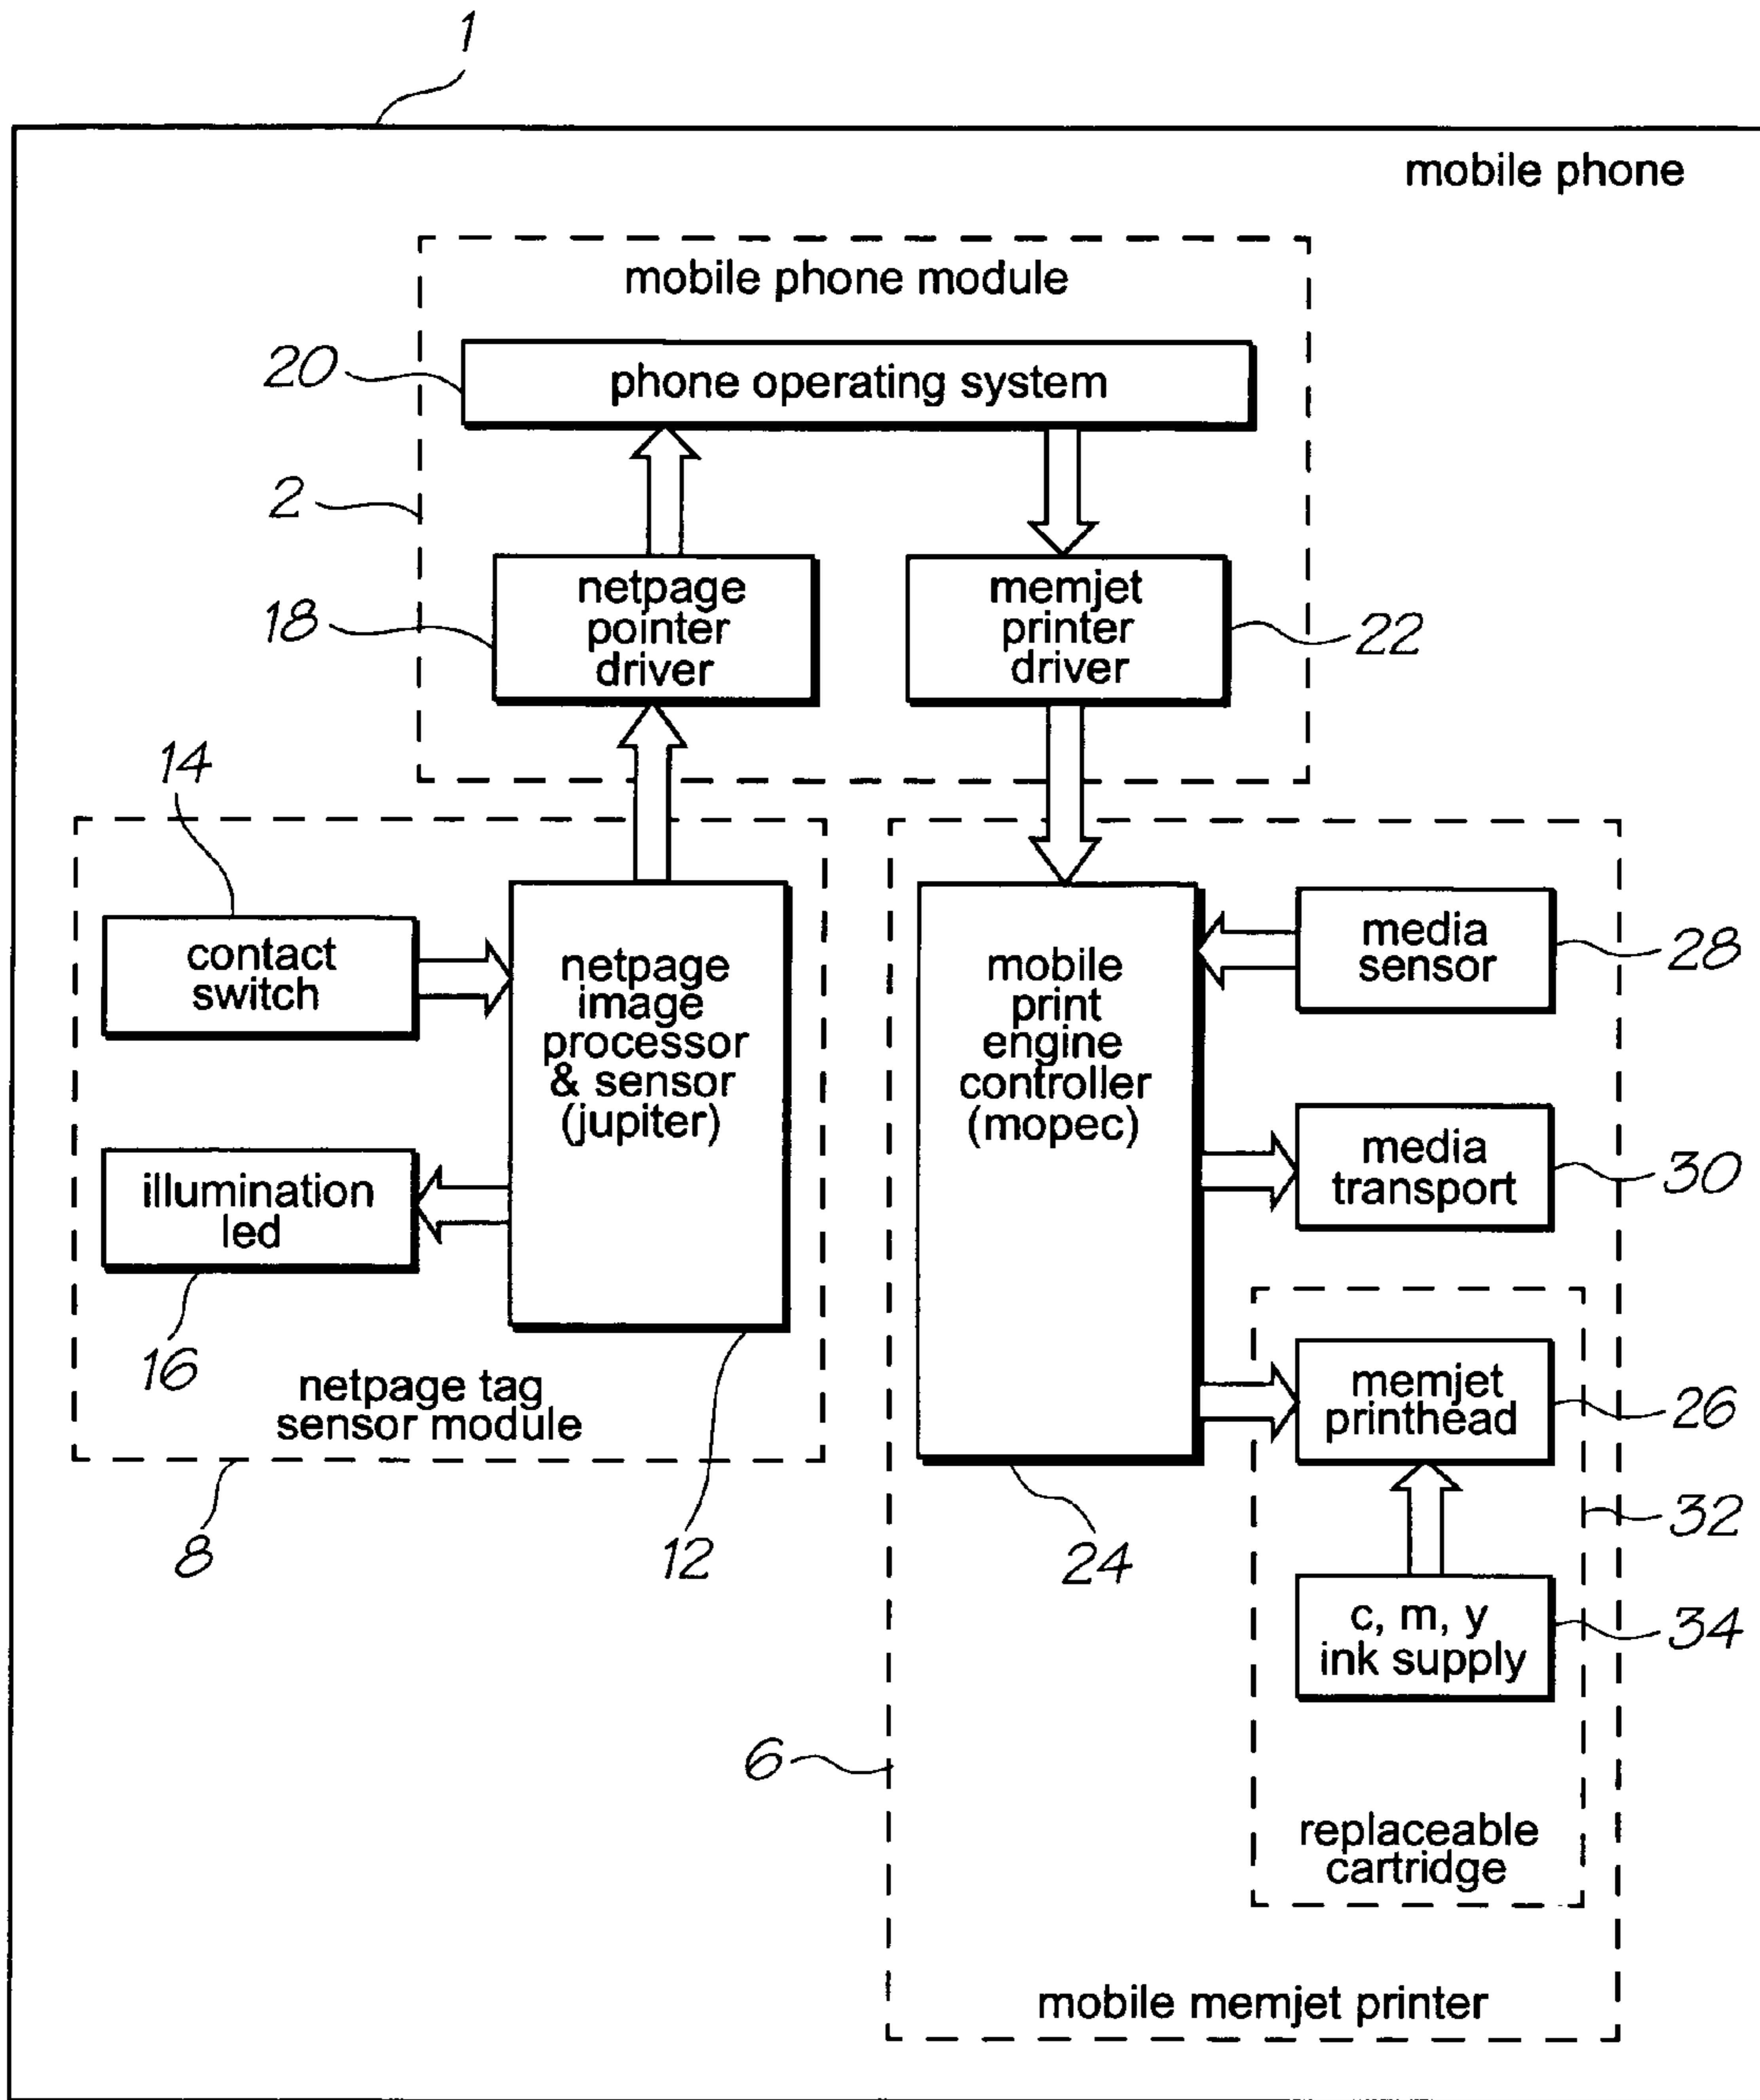 1
mobile phone
mobile phone module
20
phone operating system
2
netpage
pointer
driver
18
memjet
printer
driver
22
14
contact
switch
netpage
image
processor
& sensor
(jupiter)
illumination
led
16
netpage tag
sensor module
8
12
mobile
print
engine
controller
(mopec)
media
sensor
28
media
transport
30
memjet
printhead
26
32
24
c, m, y
ink supply
34
6
replaceable
cartridge
mobile memjet printer